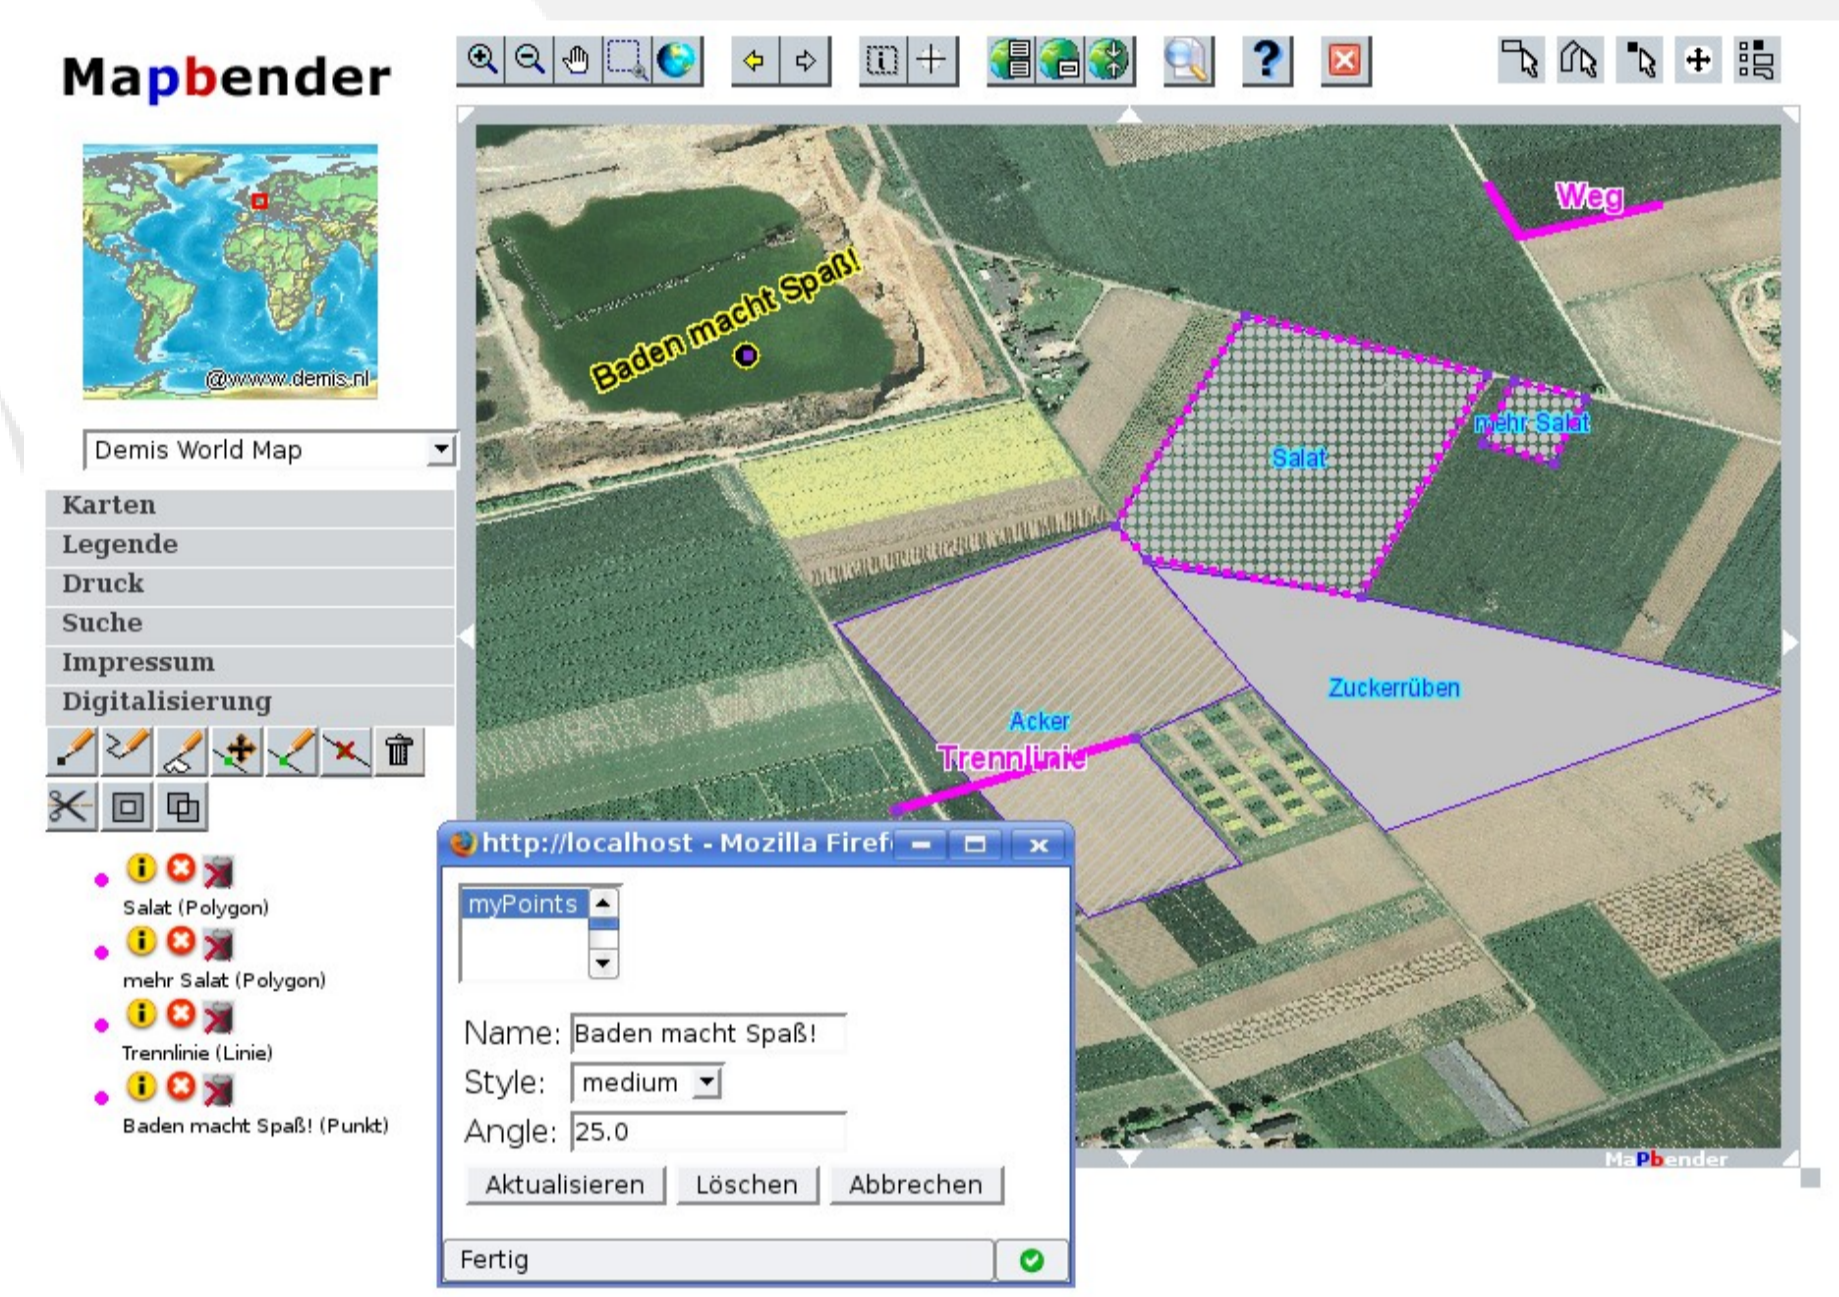 Mapbender
@www.demis.nl
Demis World Map
Karten
Legende
Druck
Suche
Impressum
Digitalisierung
Salat (Polygon)
mehr Salat (Polygon)
Trennlinie (Linie)
Baden macht Spaß! (Punkt)
Weg
Baden macht Spaß!
mehr Salat
Salat
Zuckerrüben
Acker
Trennlinie
http://localhost - Mozilla Firef
myPoints
Name: Baden macht Spaß!
Style: medium
Angle: 25.0
Aktualisieren Löschen Abbrechen
Fertig
MaPbender